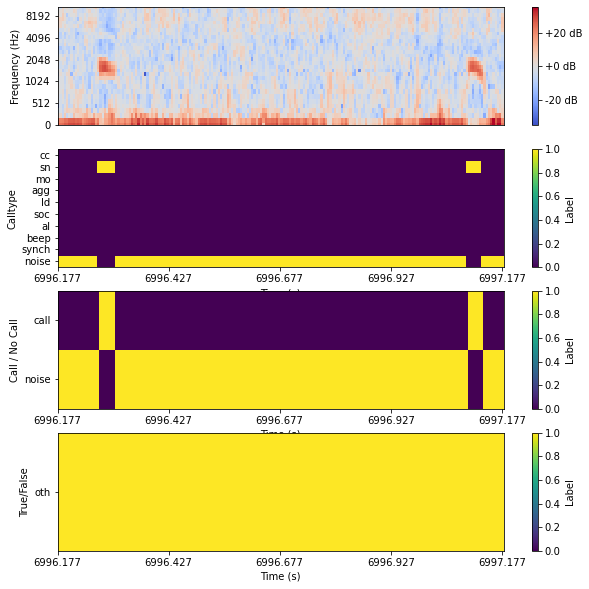 8192
4096
2048
1024
512
0
Frequency (Hz)
+20 dB
+0 dB
-20 dB
cc
sn
mo
agg
ld
soc
al
beep
synch
noise
Calltype
1.0
0.8
0.6
0.4
0.2
0.0
Label
6996.177 6996.427 6996.677 6996.927 6997.177
Time (s)
call
noise
Call / No Call
1.0
0.8
0.6
0.4
0.2
0.0
Label
6996.177 6996.427 6996.677 6996.927 6997.177
Time (s)
oth
True/False
1.0
0.8
0.6
0.4
0.2
0.0
Label
6996.177 6996.427 6996.677 6996.927 6997.177
Time (s)